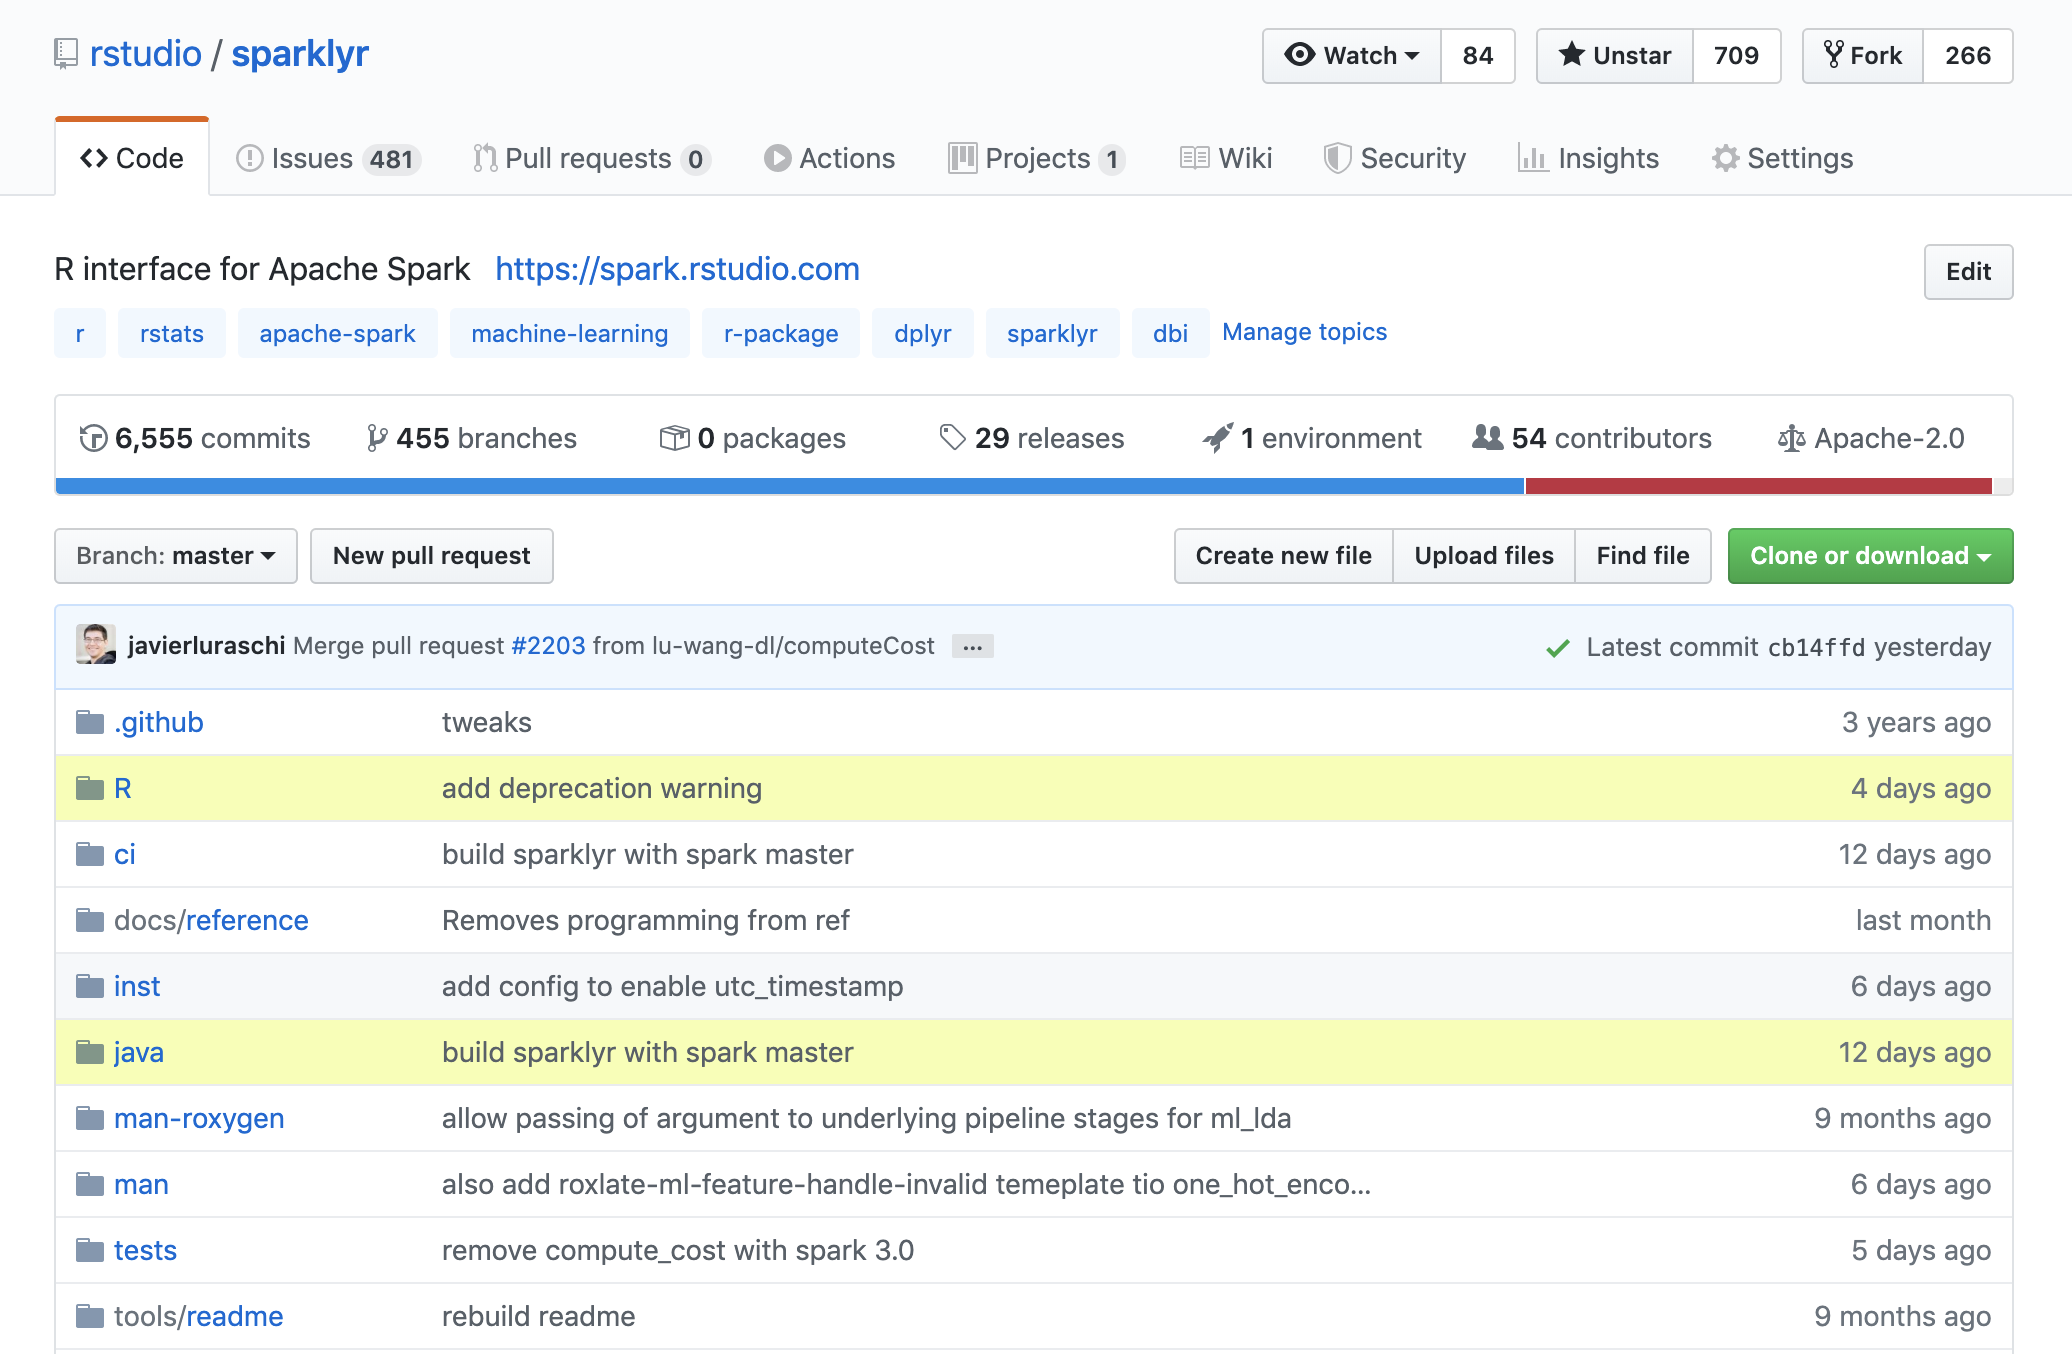 rstudio / sparklyr
Watch 84 Unstar 709 Fork 266
Code Issues 481 Pull requests 0 Actions Projects 1 Wiki Security Insights Settings
R interface for Apache Spark https://spark.rstudio.com Edit
r rstats apache-spark machine-learning r-package dplyr sparklyr dbi Manage topics
6,555 commits 455 branches 0 packages 29 releases 1 environment 54 contributors Apache-2.0
Branch: master New pull request Create new file Upload files Find file Clone or download
javierluraschi Merge pull request #2203 from lu-wang-dl/computeCost ... Latest commit cb14ffd yesterday
.github tweaks 3 years ago
R add deprecation warning 4 days ago
ci build sparklyr with spark master 12 days ago
docs/reference Removes programming from ref last month
inst add config to enable utc_timestamp 6 days ago
java build sparklyr with spark master 12 days ago
man-roxygen allow passing of argument to underlying pipeline stages for ml_lda 9 months ago
man also add roxlate-ml-feature-handle-invalid temeplate tio one_hot_enco... 6 days ago
tests remove compute_cost with spark 3.0 5 days ago
tools/readme rebuild readme 9 months ago